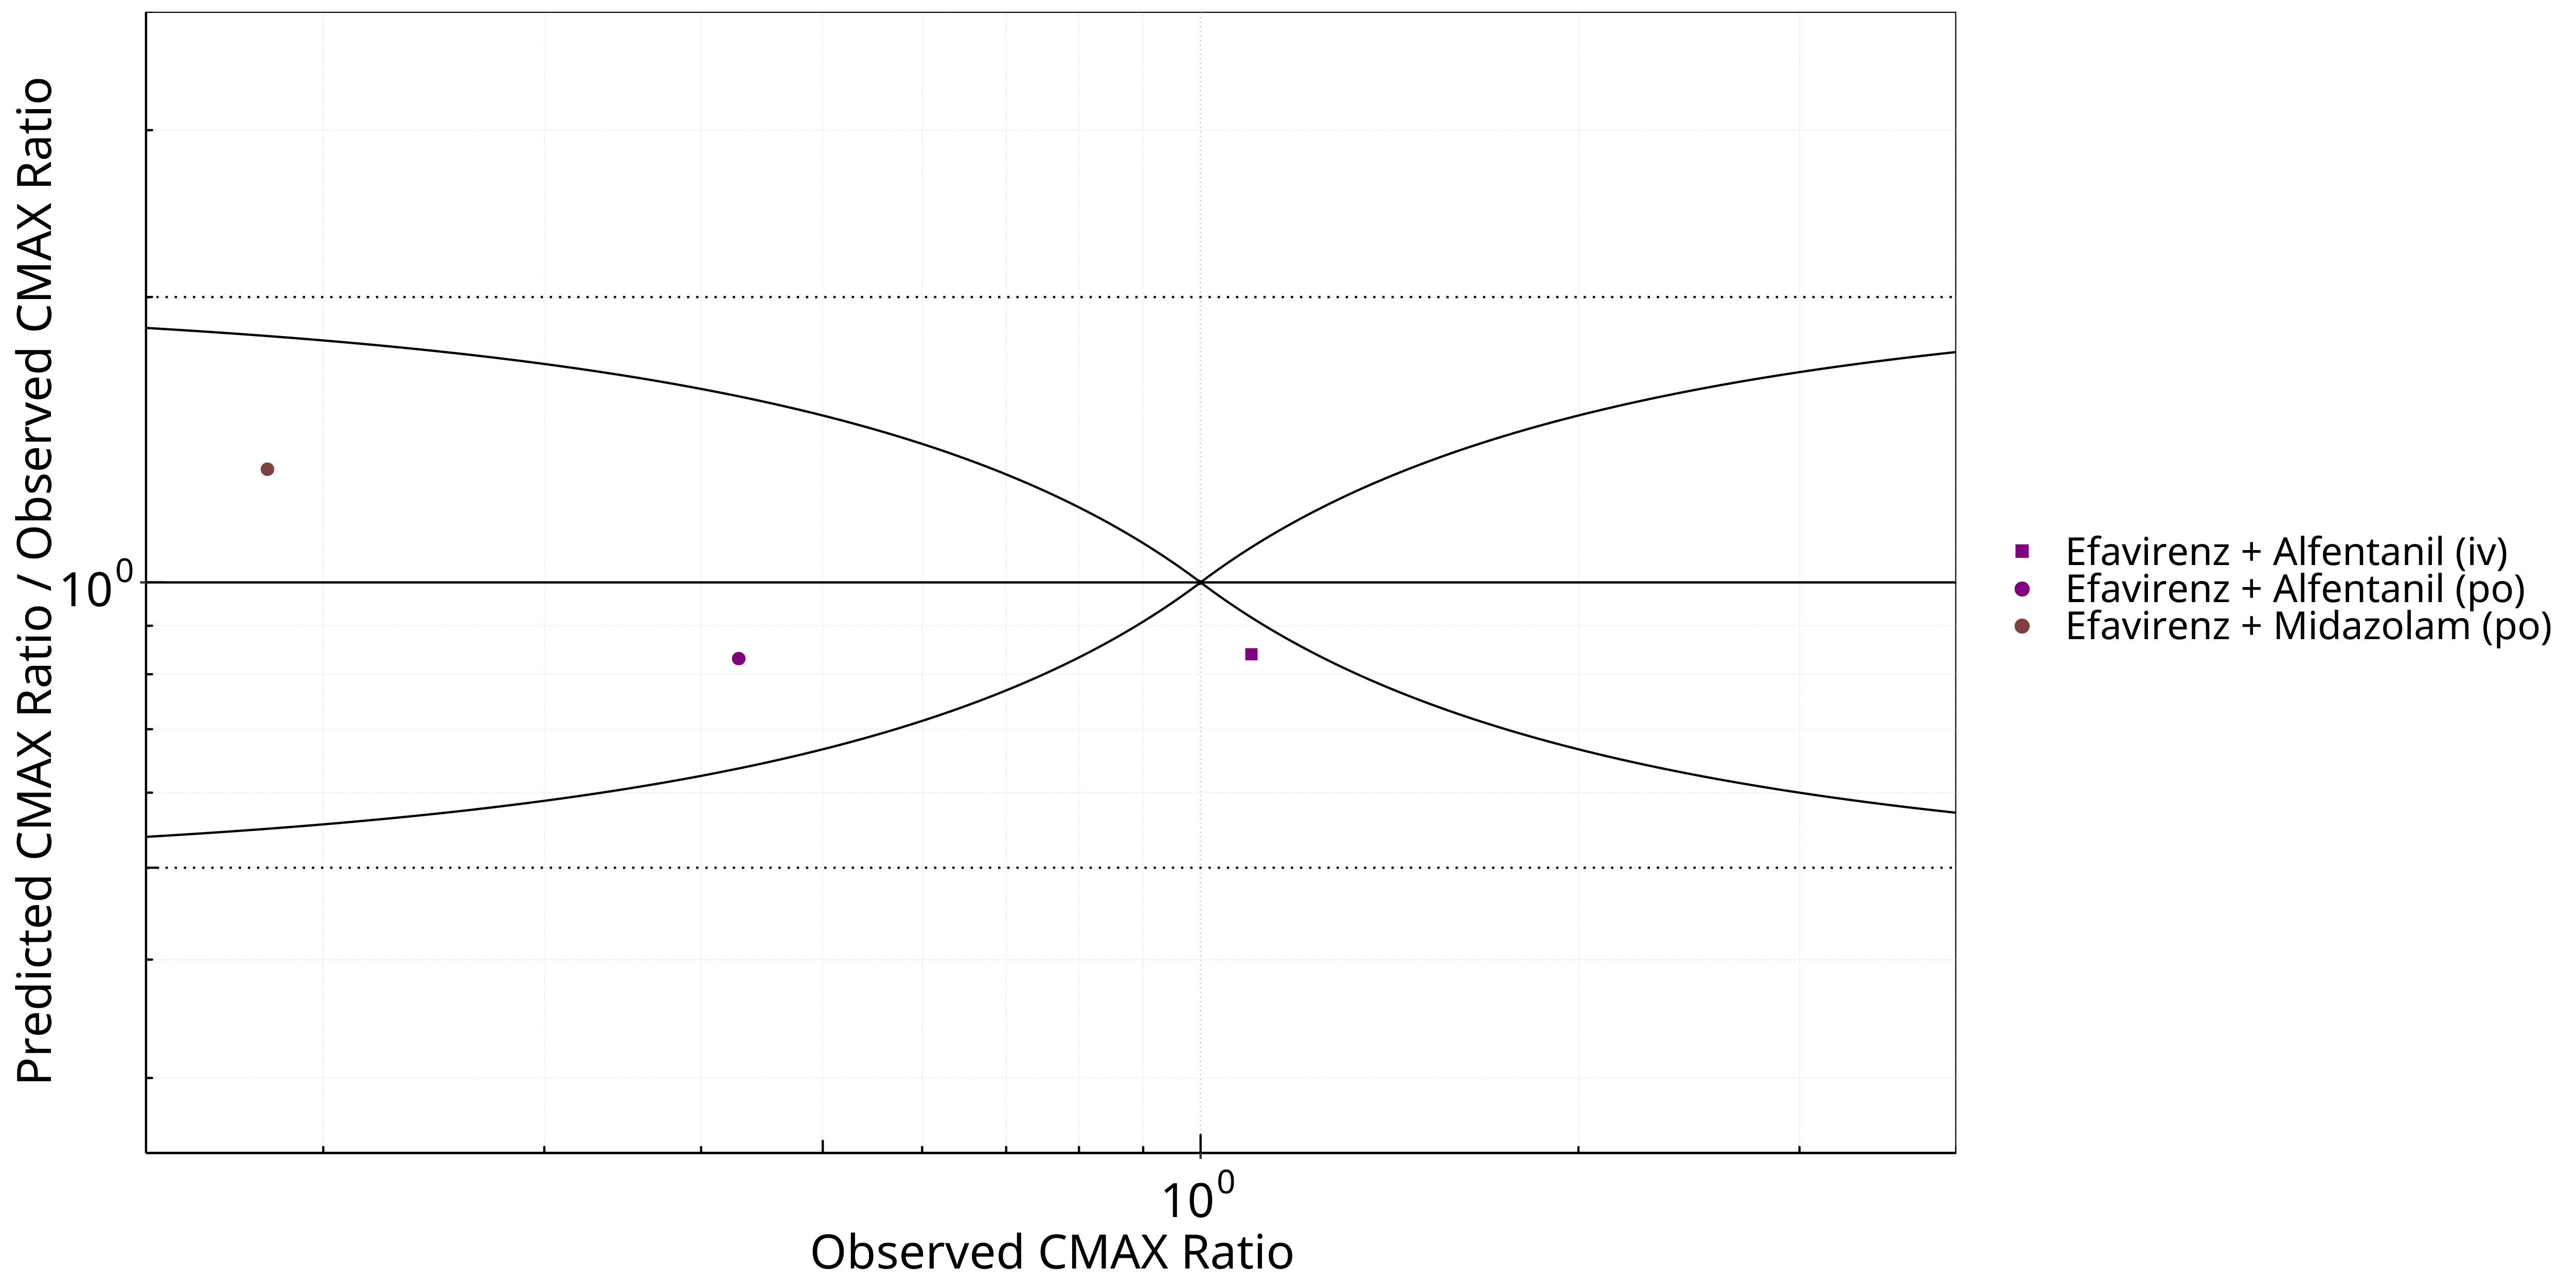 Predicted CMAX Ratio / Observed CMAX Ratio
10⁰
10⁰
Observed CMAX Ratio
Efavirenz + Alfentanil (iv)
Efavirenz + Alfentanil (po)
Efavirenz + Midazolam (po)